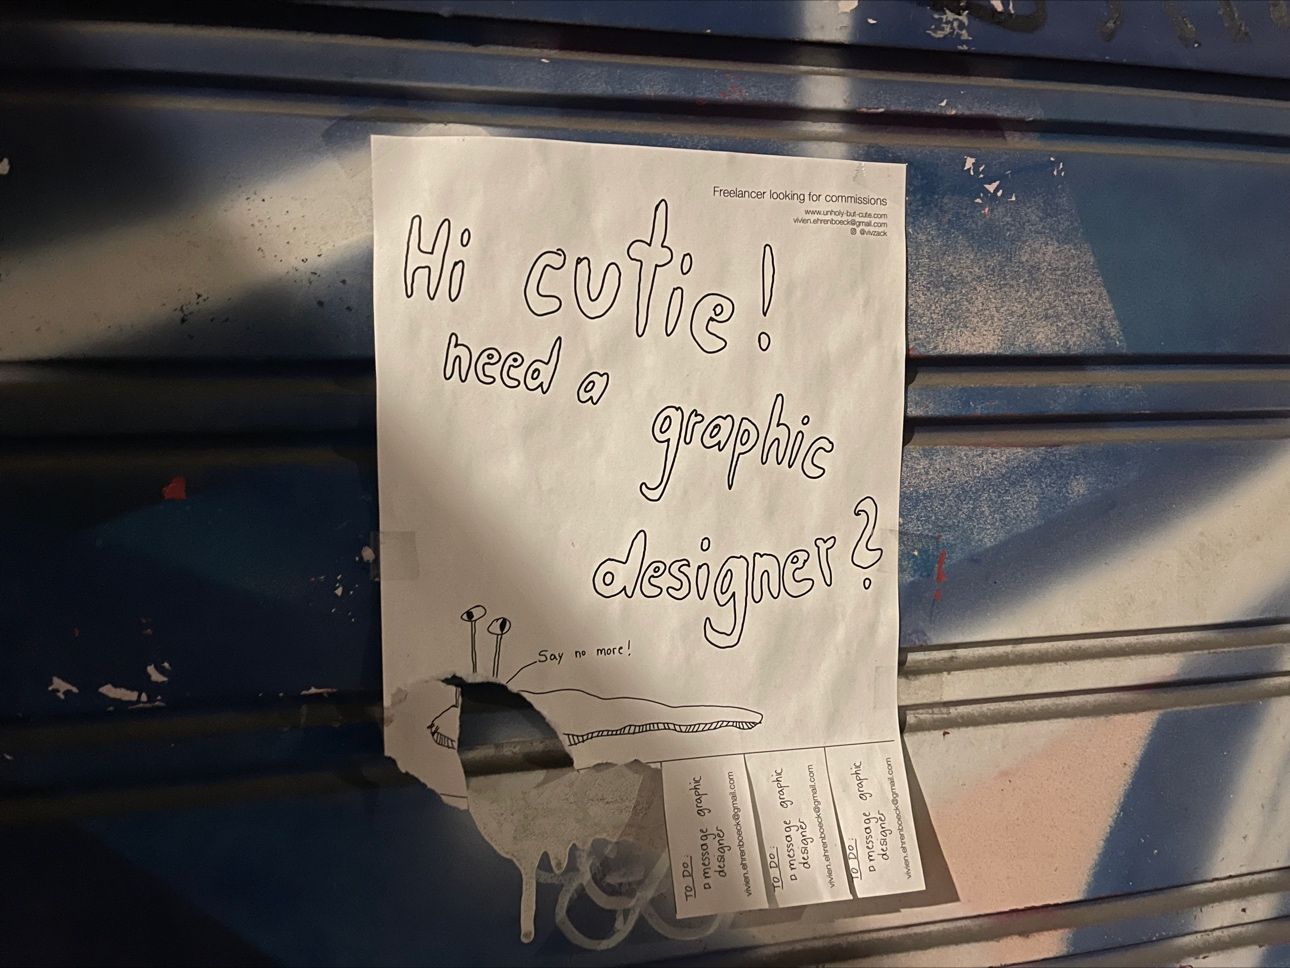 Freelancer looking for commissions
www.unholy-but-cute.com
vivien.ehrenboeck@gmail.com
@vivzack
Hi cutie!
need a
graphic
designer?
Say no more!
TO DO:
message graphic
designer
vivien.ehrenboeck@gmail.com
TO DO:
message graphic
designer
vivien.ehrenboeck@gmail.com
TO DO:
message graphic
designer
vivien.ehrenboeck@gmail.com